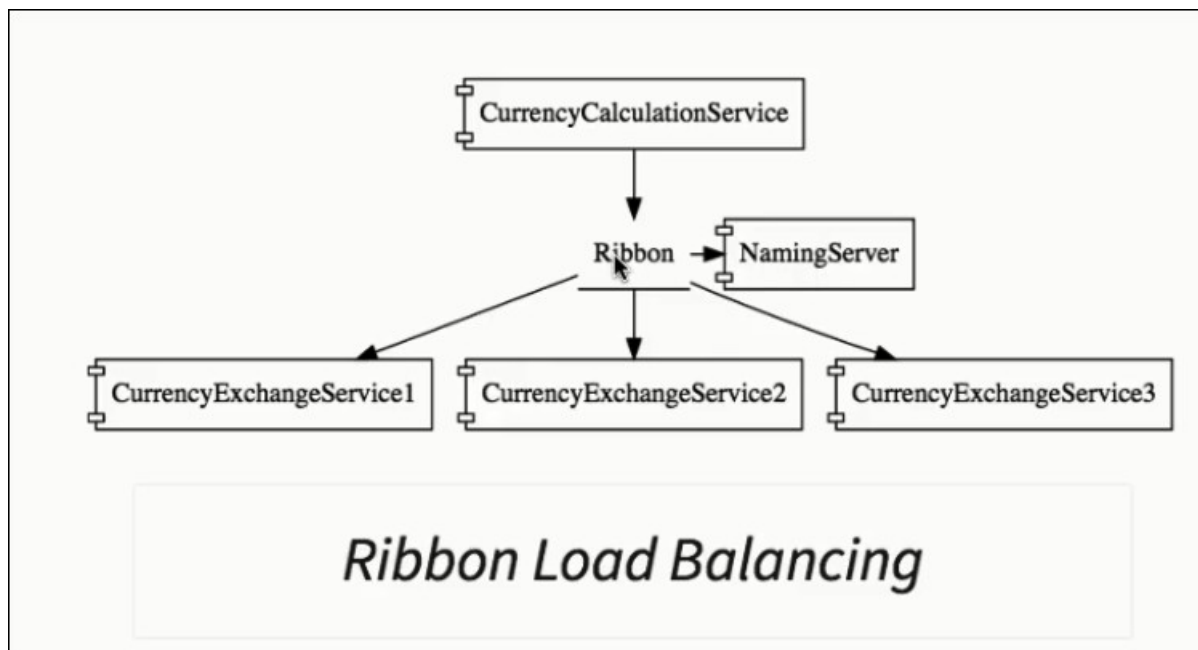 CurrencyCalculationService
Ribbon
NamingServer
CurrencyExchangeService1
CurrencyExchangeService2
CurrencyExchangeService3
Ribbon Load Balancing